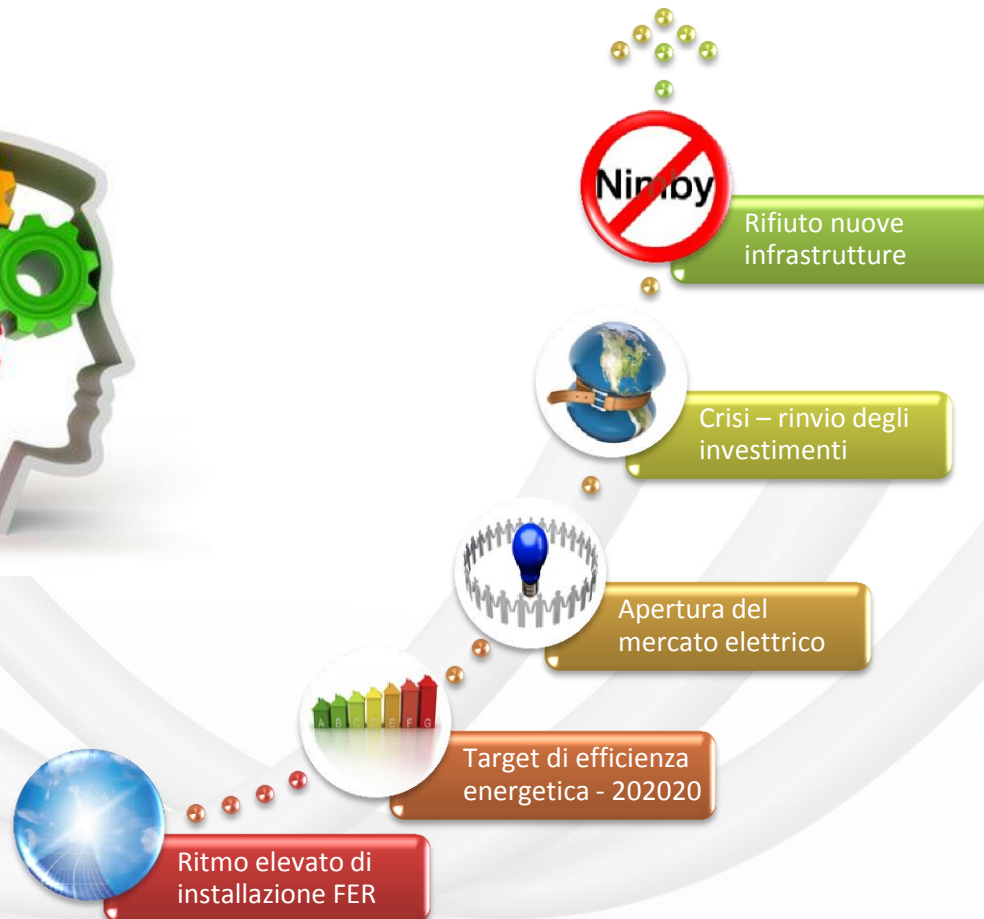 Nimby
Rifiuto nuove
infrastrutture
Crisi – rinvio degli
investimenti
Apertura del
mercato elettrico
A B C D E F G
Target di efficienza
energetica - 202020
Ritmo elevato di
installazione FER